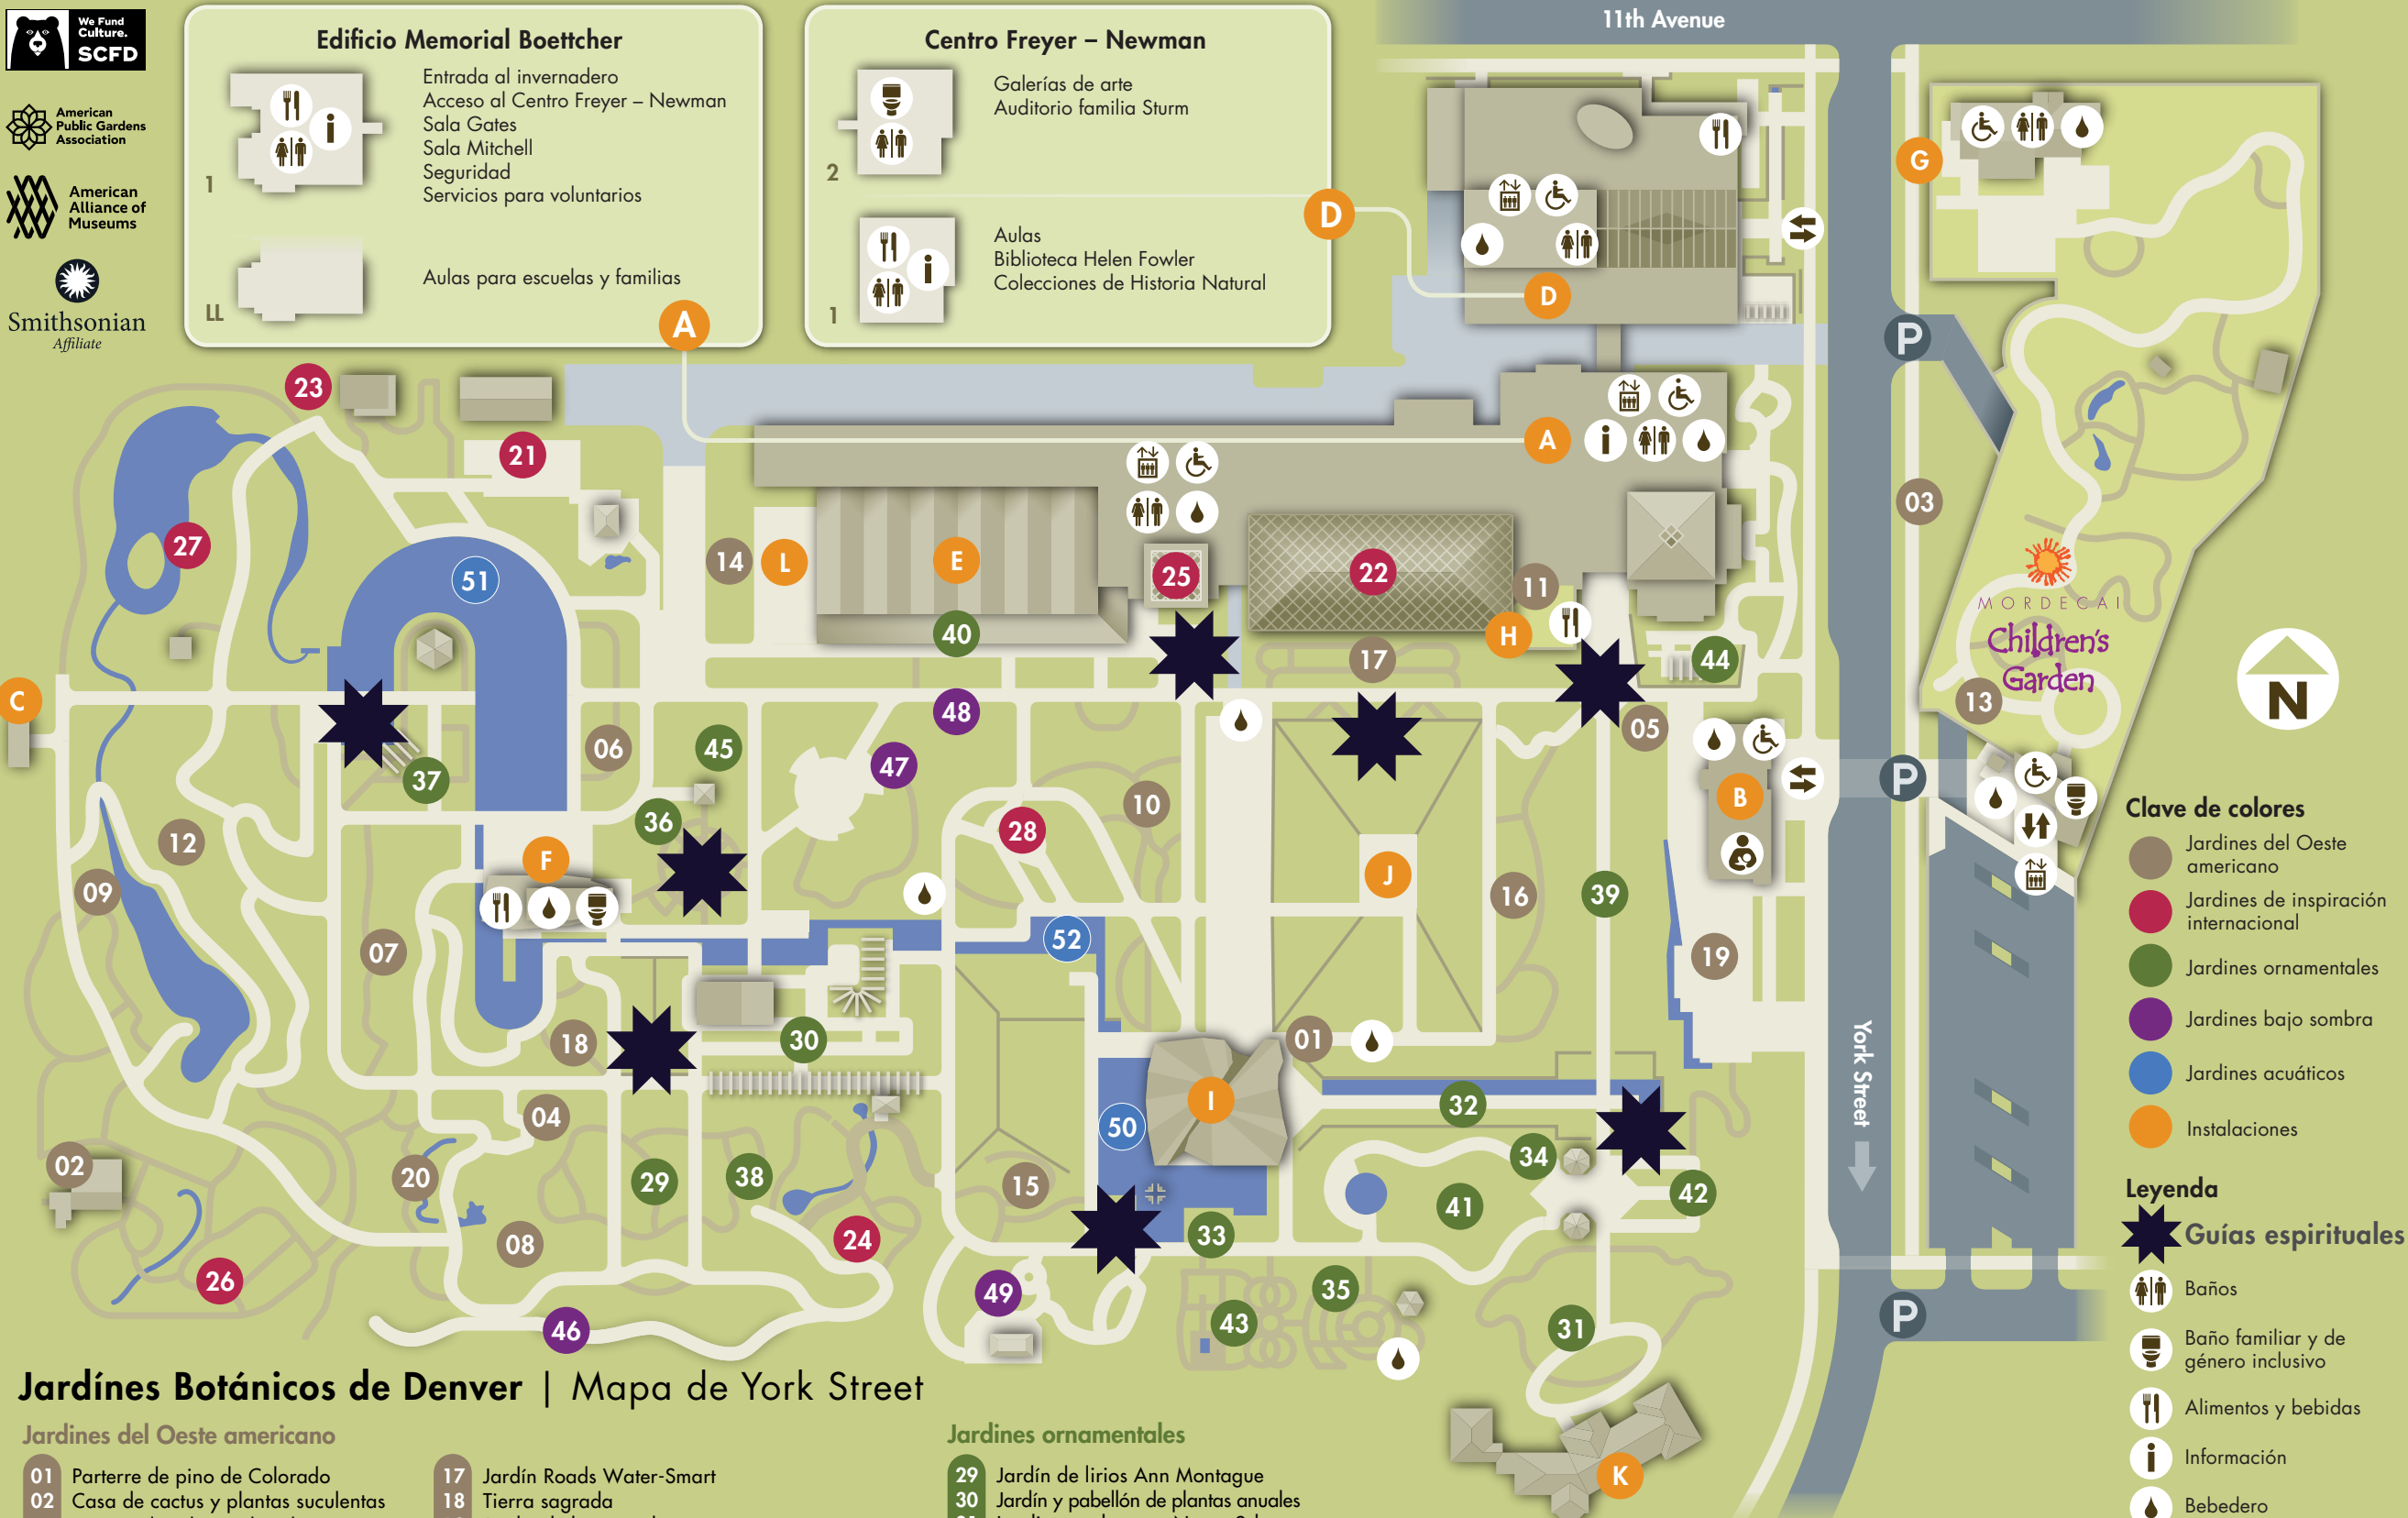 We Fund
Culture.
SCFD
American
Public Gardens
Association
American
Alliance of
Museums
Smithsonian
Affiliate
Edificio Memorial Boettcher
Entrada al invernadero
Acceso al Centro Freyer – Newman
Sala Gates
Sala Mitchell
Seguridad
Servicios para voluntarios
1
Aulas para escuelas y familias
LL
A
Centro Freyer – Newman
Galerías de arte
Auditorio familia Sturm
2
Aulas
Biblioteca Helen Fowler
Colecciones de Historia Natural
1
D
11th Avenue
D
G
P
A
23
21
27
51
14
L
E
25
22
11
H
03
40
17
44
MORDECAI
Children's
Garden
13
N
C
48
05
06
45
47
37
36
28
10
B
P
12
F
J
16
39
09
07
52
19
18
30
01
York Street
I
32
50
04
34
02
20
29
38
15
41
42
08
24
33
26
49
35
43
46
31
P
K
Clave de colores
Jardines del Oeste
americano
Jardines de inspiración
internacional
Jardines ornamentales
Jardines bajo sombra
Jardines acuáticos
Instalaciones
Leyenda
Guías espirituales
Baños
Baño familiar y de
género inclusivo
Alimentos y bebidas
Información
Bebedero
Jardínes Botánicos de Denver | Mapa de York Street
Jardines del Oeste americano
01 Parterre de pino de Colorado
02 Casa de cactus y plantas suculentas
17 Jardín Roads Water-Smart
18 Tierra sagrada
Jardines ornamentales
29 Jardín de lirios Ann Montague
30 Jardín y pabellón de plantas anuales